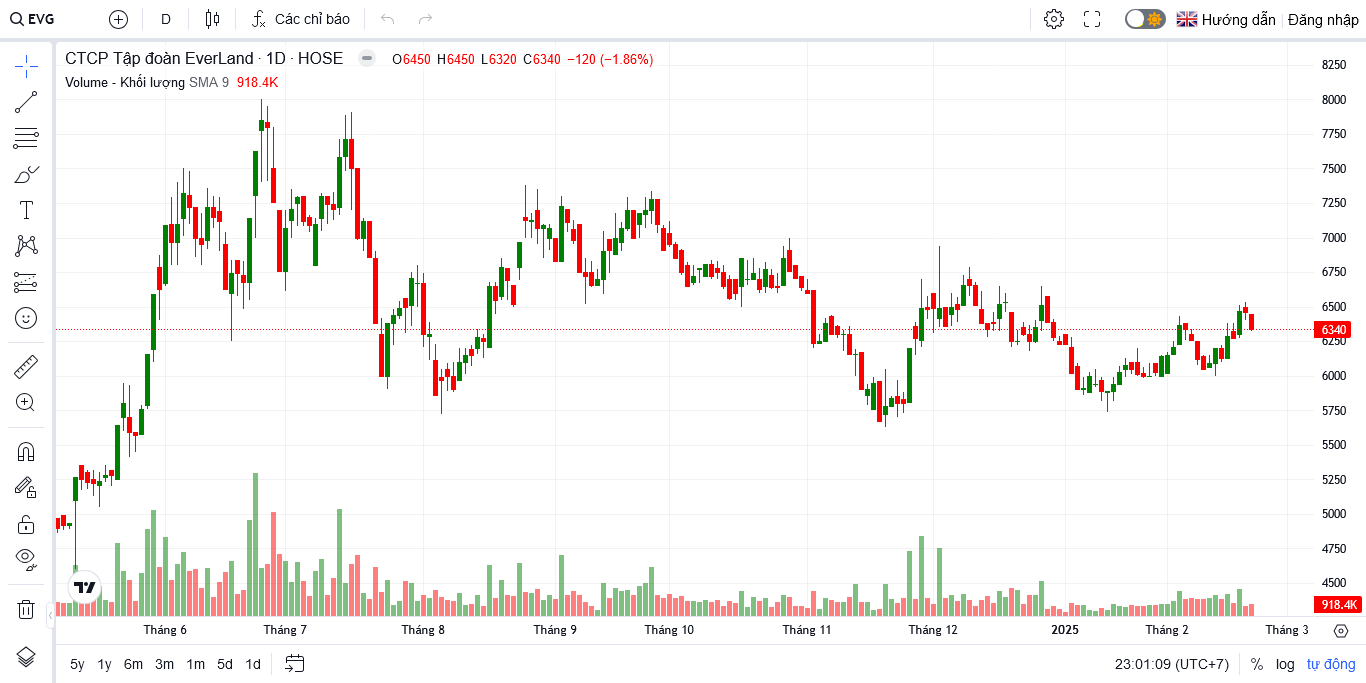 EVG D Các chỉ báo Hướng dẫn Đăng nhập
CTCP Tập đoàn EverLand · 1D · HOSE O6450 H6450 L6320 C6340 −120 (−1.86%)
Volume - Khối lượng SMA 9 918.4K
8250
8000
7750
7500
7250
7000
6750
6500
6340
6250
6000
5750
5500
5250
5000
4750
4500
918.4K
Tháng 6 Tháng 7 Tháng 8 Tháng 9 Tháng 10 Tháng 11 Tháng 12 2025 Tháng 2 Tháng 3
5y 1y 6m 3m 1m 5d 1d 23:01:09 (UTC+7) % log tự động